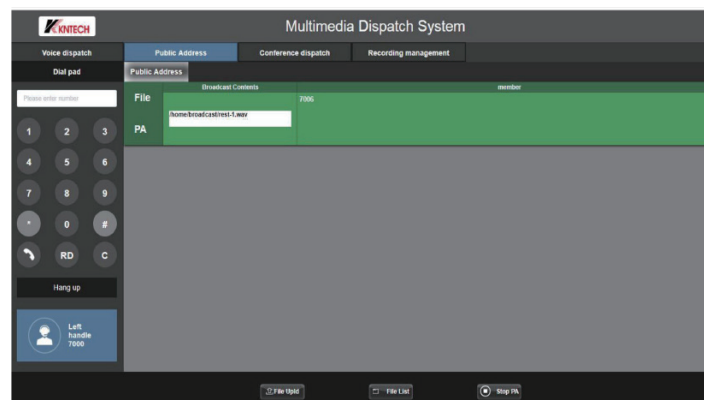 KNTECH
Multimedia Dispatch System
Voice dispatch
Public Address
Conference dispatch
Recording management
Dial pad
Public Address
Please enter number
Broadcast Contents
member
File
7005
/home/broadcast/rest-1.wav
PA
1 2 3
4 5 6
7 8 9
* 0 #
RD C
Hang up
Left
handle
7000
File Upld
File List
Stop PA